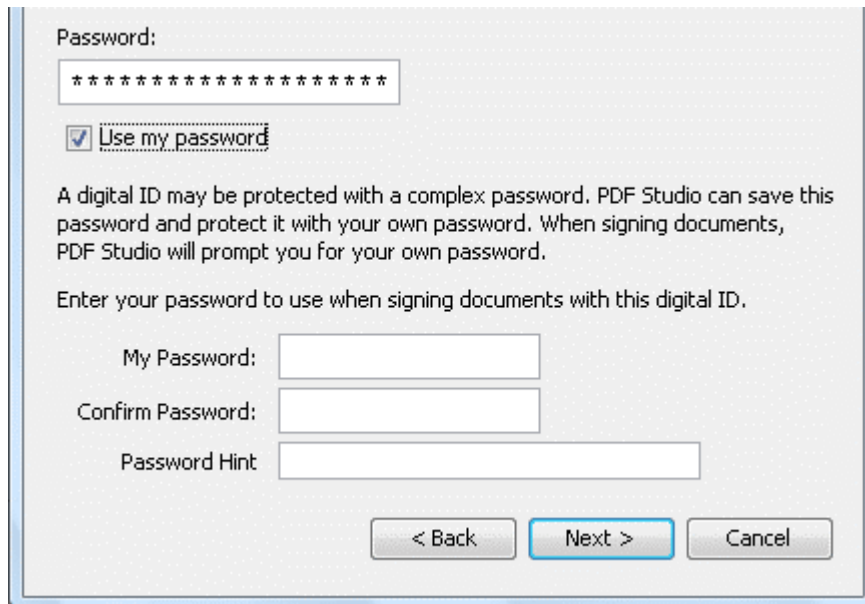 Password:
********************
Use my password
A digital ID may be protected with a complex password. PDF Studio can save this
password and protect it with your own password. When signing documents,
PDF Studio will prompt you for your own password.
Enter your password to use when signing documents with this digital ID.
My Password:
Confirm Password:
Password Hint
< Back
Next >
Cancel